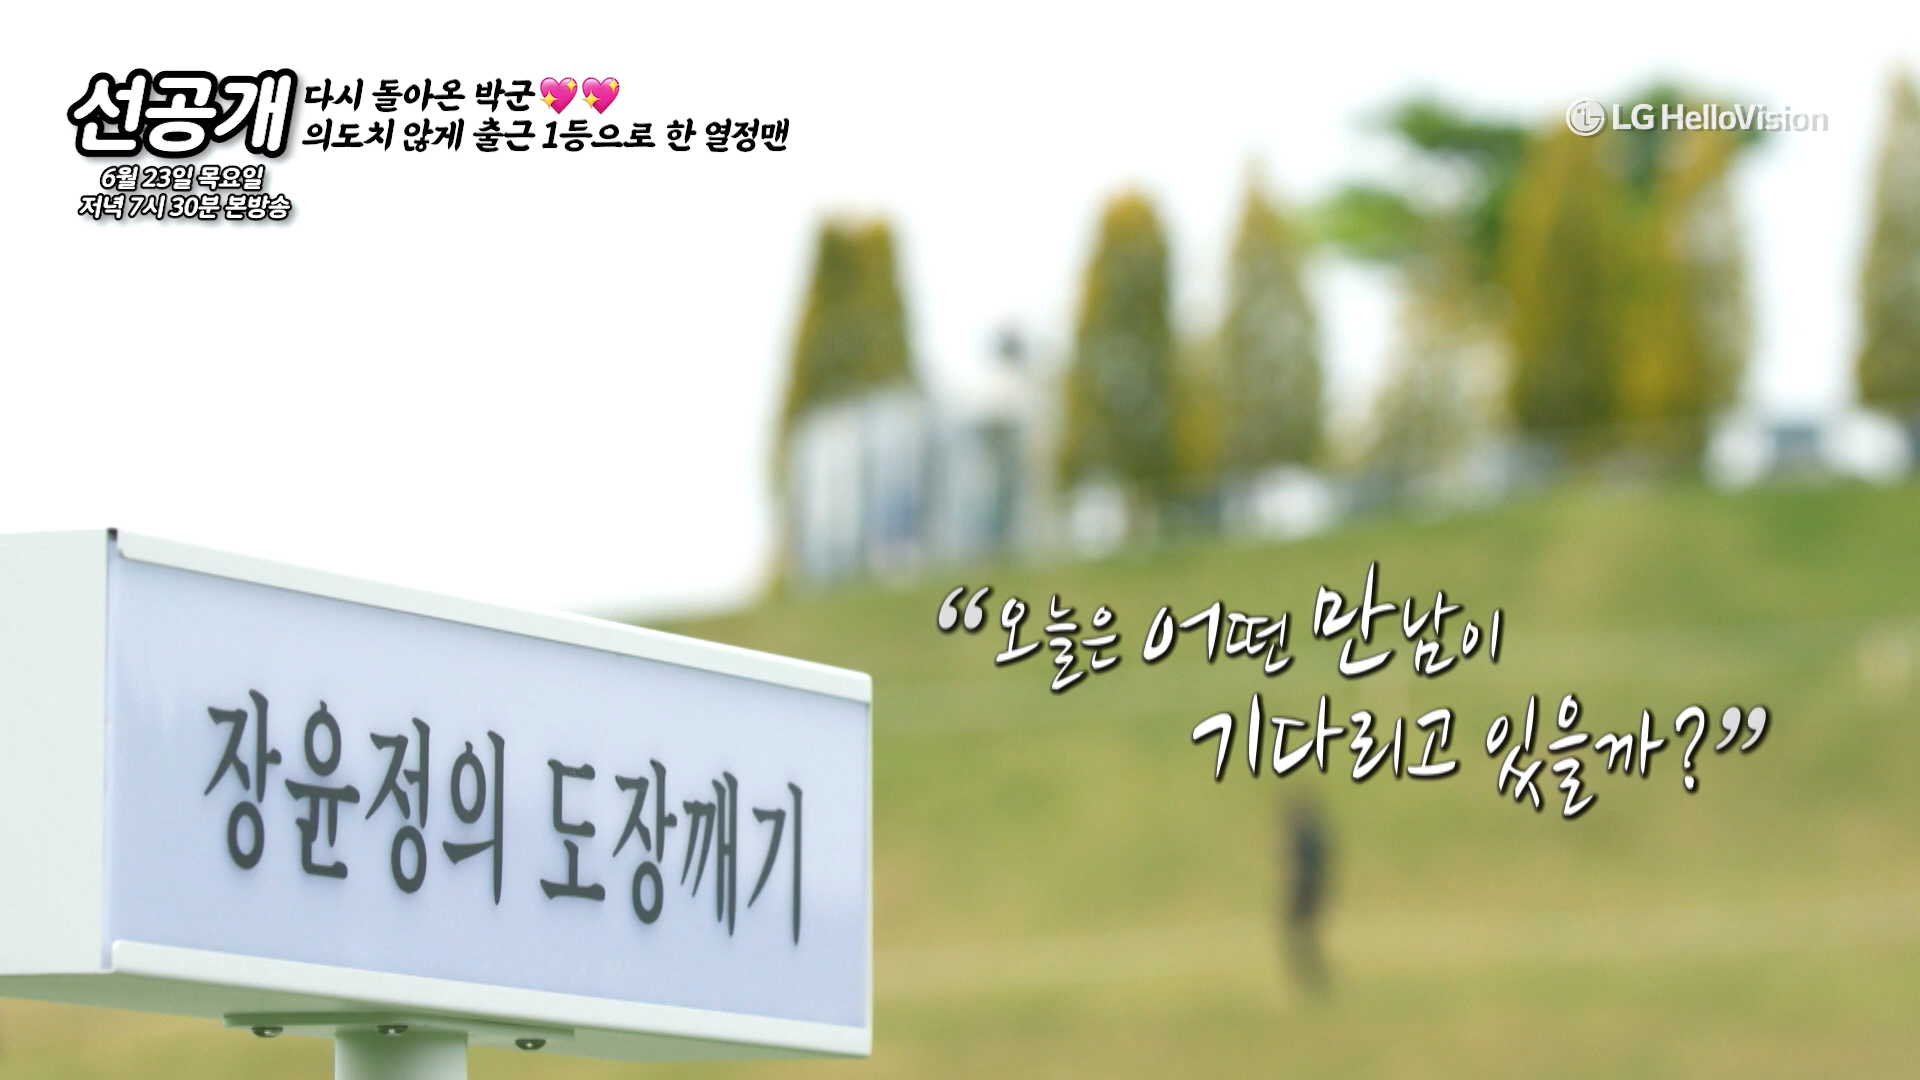 선공개
다시 돌아온 박군💖💖
의도치 않게 출근 1등으로 한 열정맨
6월 23일 목요일
저녁 7시 30분 본방송
LG HelloVision
"오늘은 어떤 만남이
기다리고 있을까?"
장윤정의 도장깨기